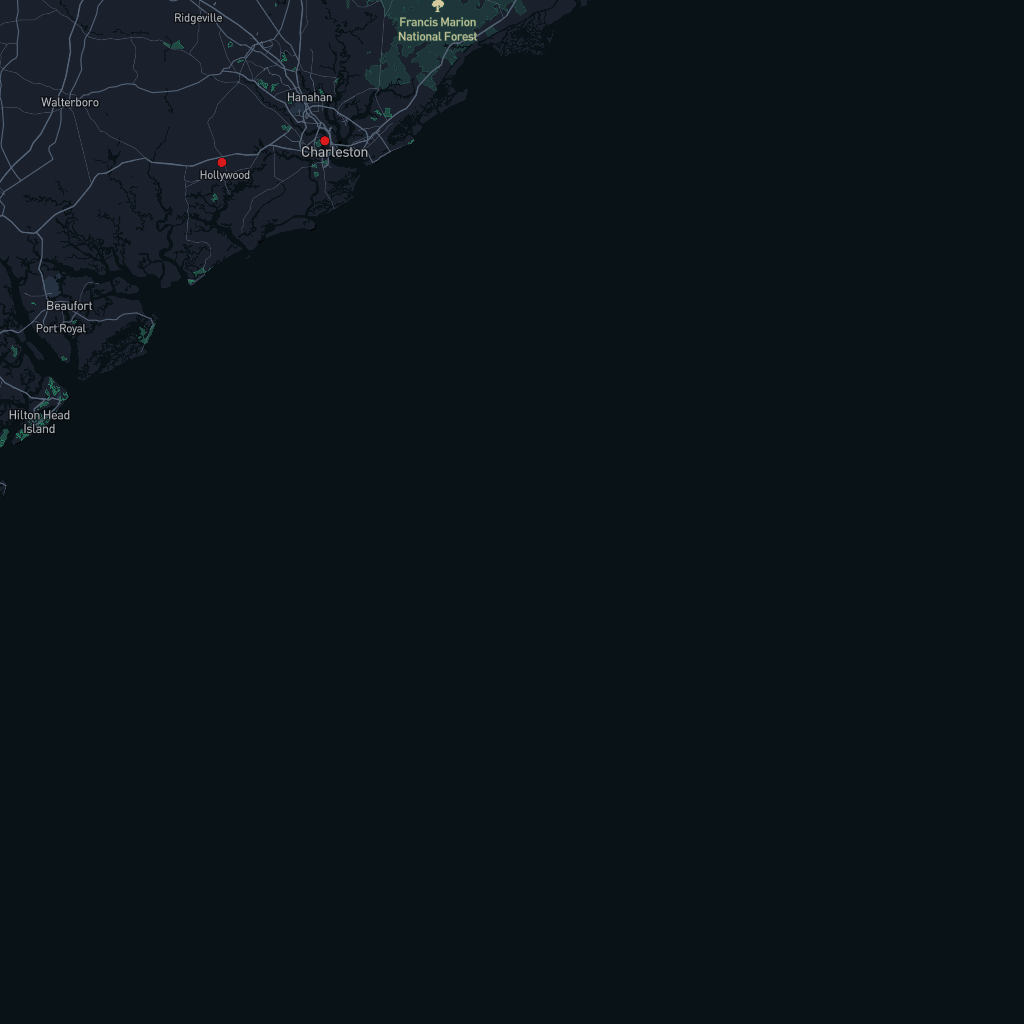 Ridgeville
Francis Marion
National Forest
Hanahan
Walterboro
Charleston
Hollywood
Beaufort
Port Royal
Hilton Head
Island